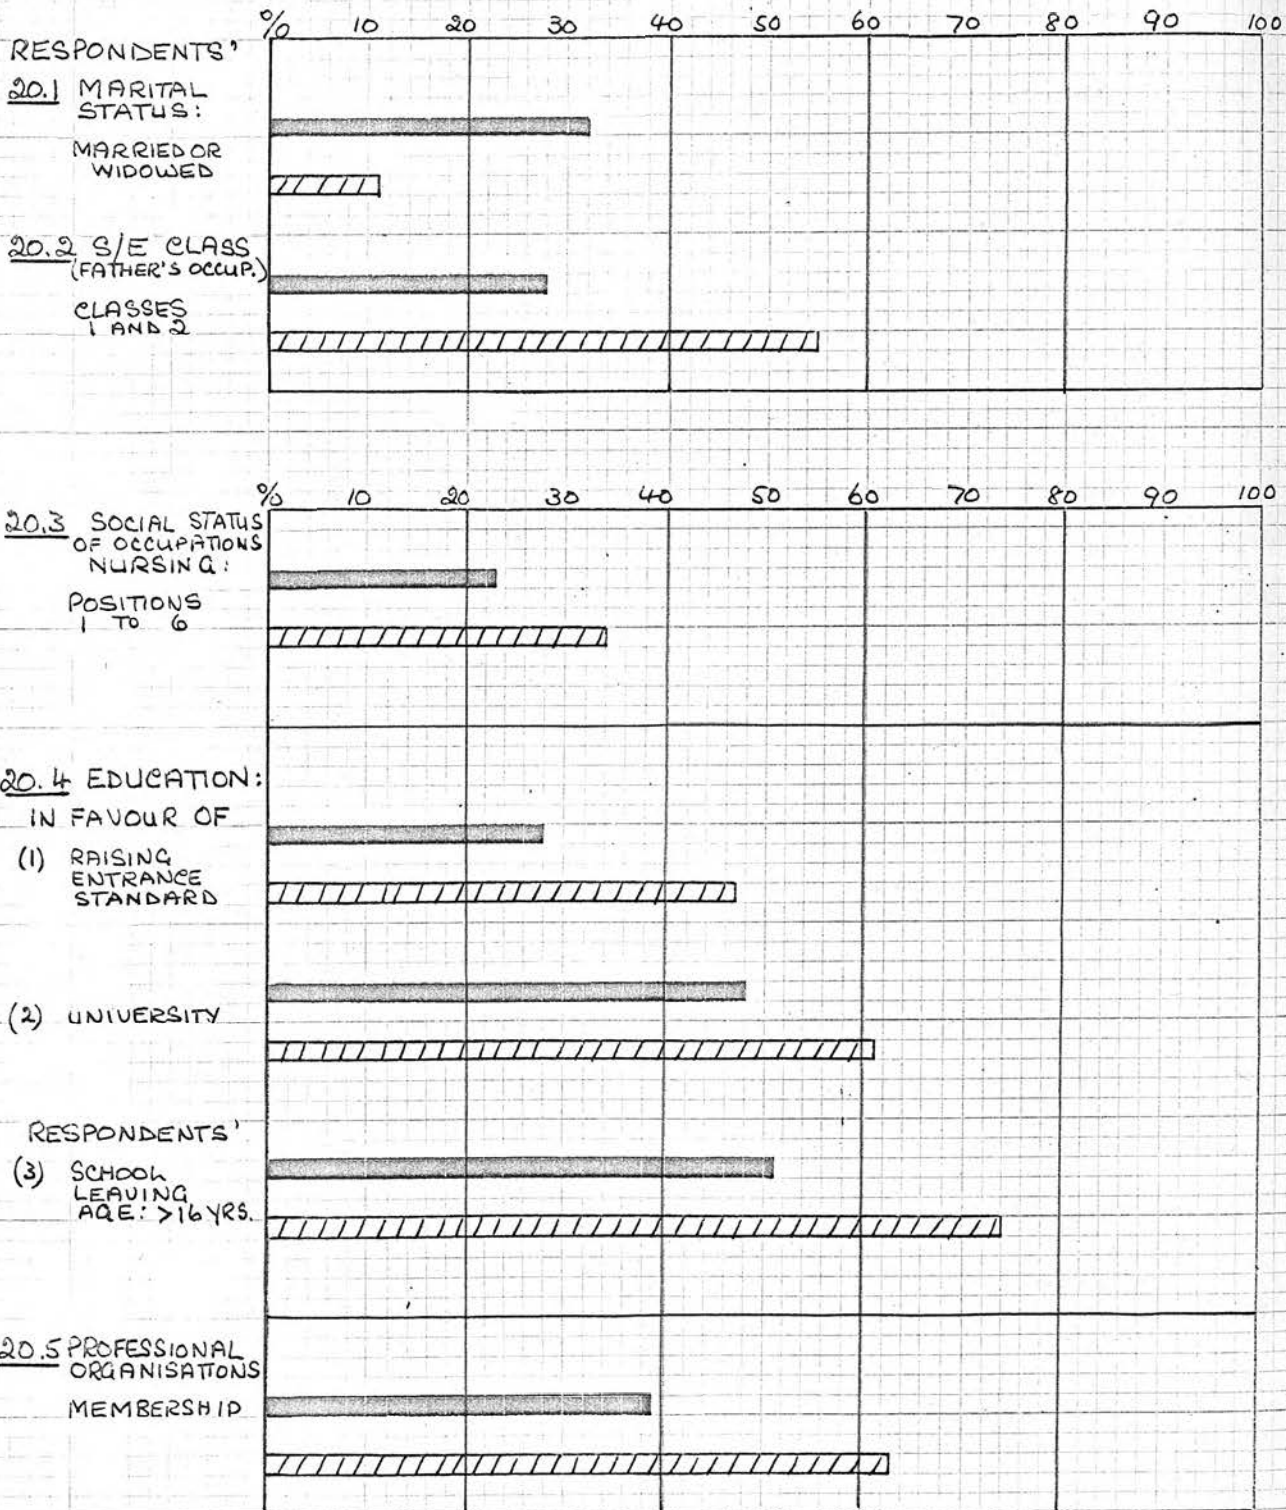 % 10 20 30 40 50 60 70 80 90 100
RESPONDENTS'
20.1 MARITAL
STATUS:
MARRIED OR
WIDOWED
20.2 S/E CLASS
(FATHER'S OCCUP.)
CLASSES
1 AND 2
% 10 20 30 40 50 60 70 80 90 100
20.3 SOCIAL STATUS
OF OCCUPATIONS
NURSING:
POSITIONS
1 TO 6
20.4 EDUCATION:
IN FAVOUR OF
(1) RAISING
ENTRANCE
STANDARD
(2) UNIVERSITY
RESPONDENTS'
(3) SCHOOL
LEAVING
AGE: >16 YRS.
20.5 PROFESSIONAL
ORGANISATIONS
MEMBERSHIP